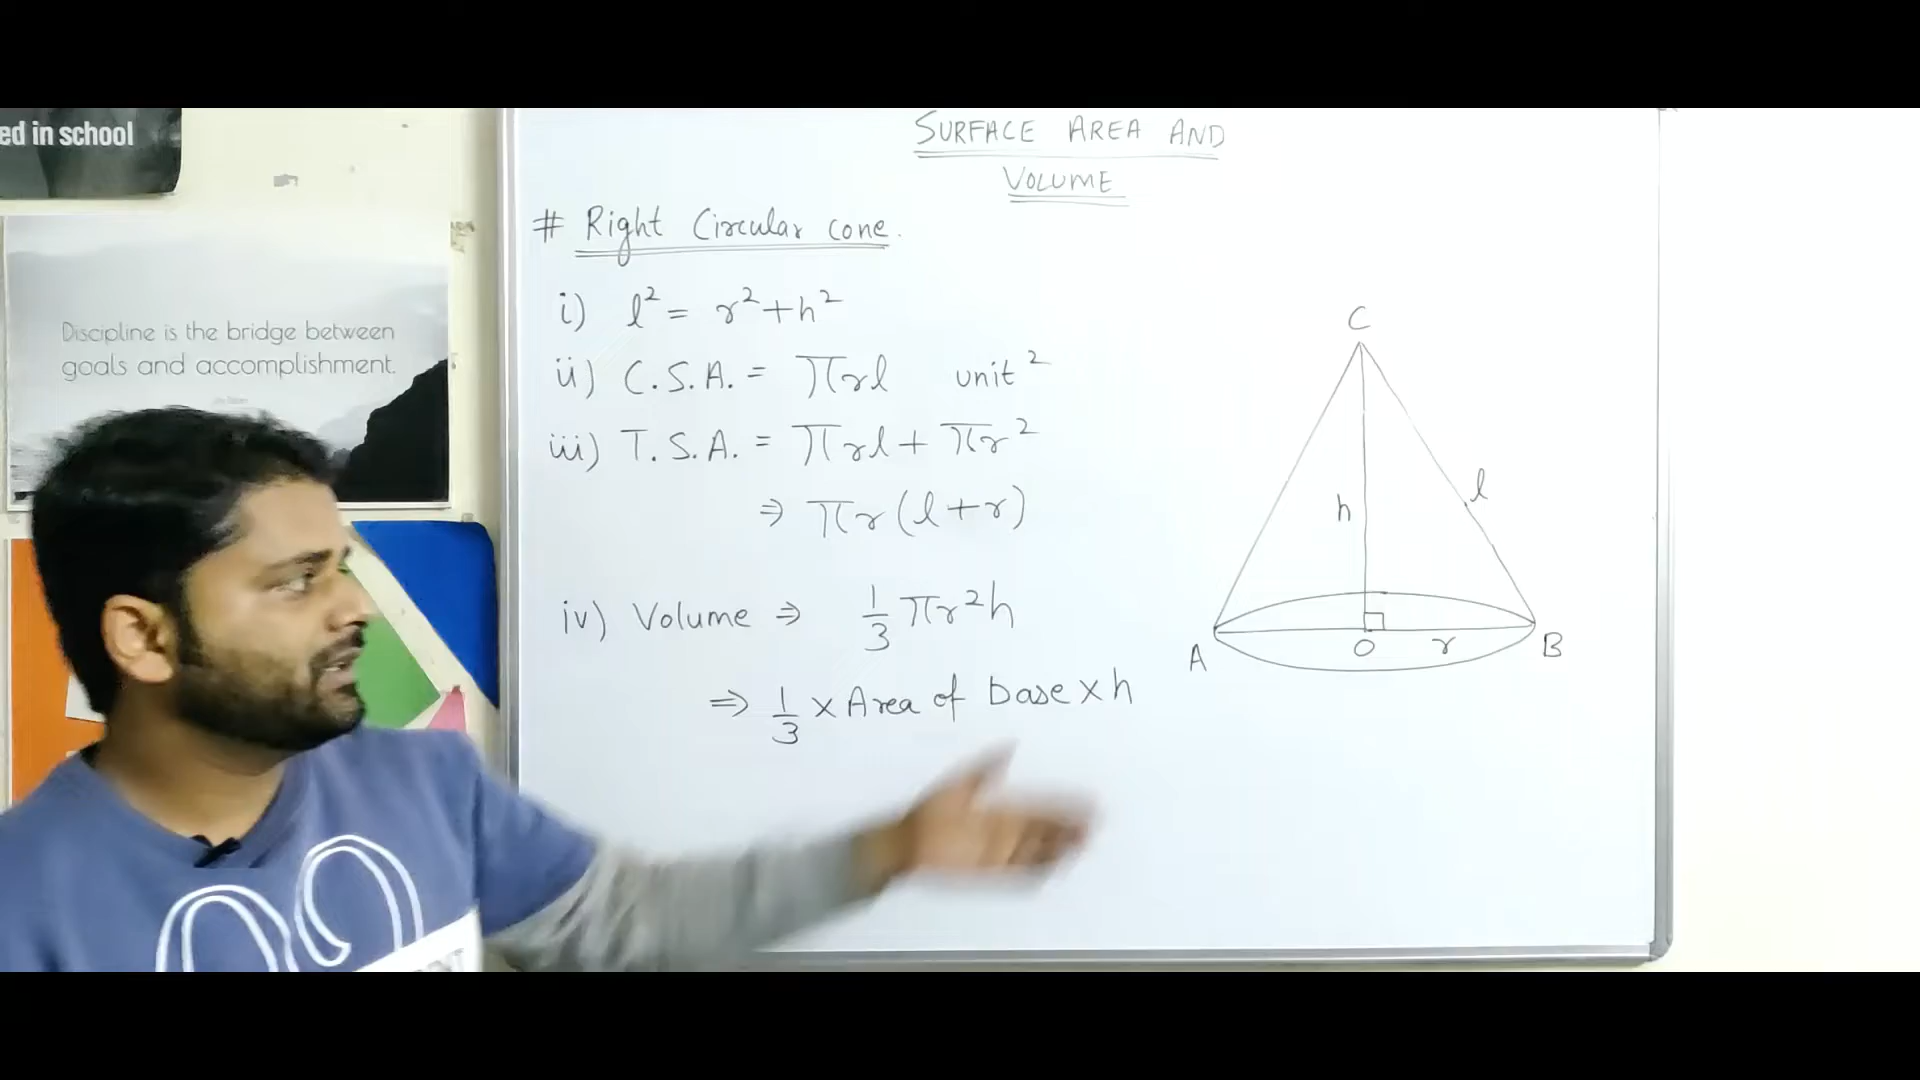 ed in school
Discipline is the bridge between
goals and accomplishment.
SURFACE AREA AND
VOLUME
# Right Circular cone.
i) l² = r² + h²
ii) C.S.A. = πrl unit²
iii) T.S.A. = πrl + πr²
⇒ πr(l+r)
iv) Volume ⇒ 1/3 πr²h
⇒ 1/3 × Area of base × h
C
h
l
A
O
r
B